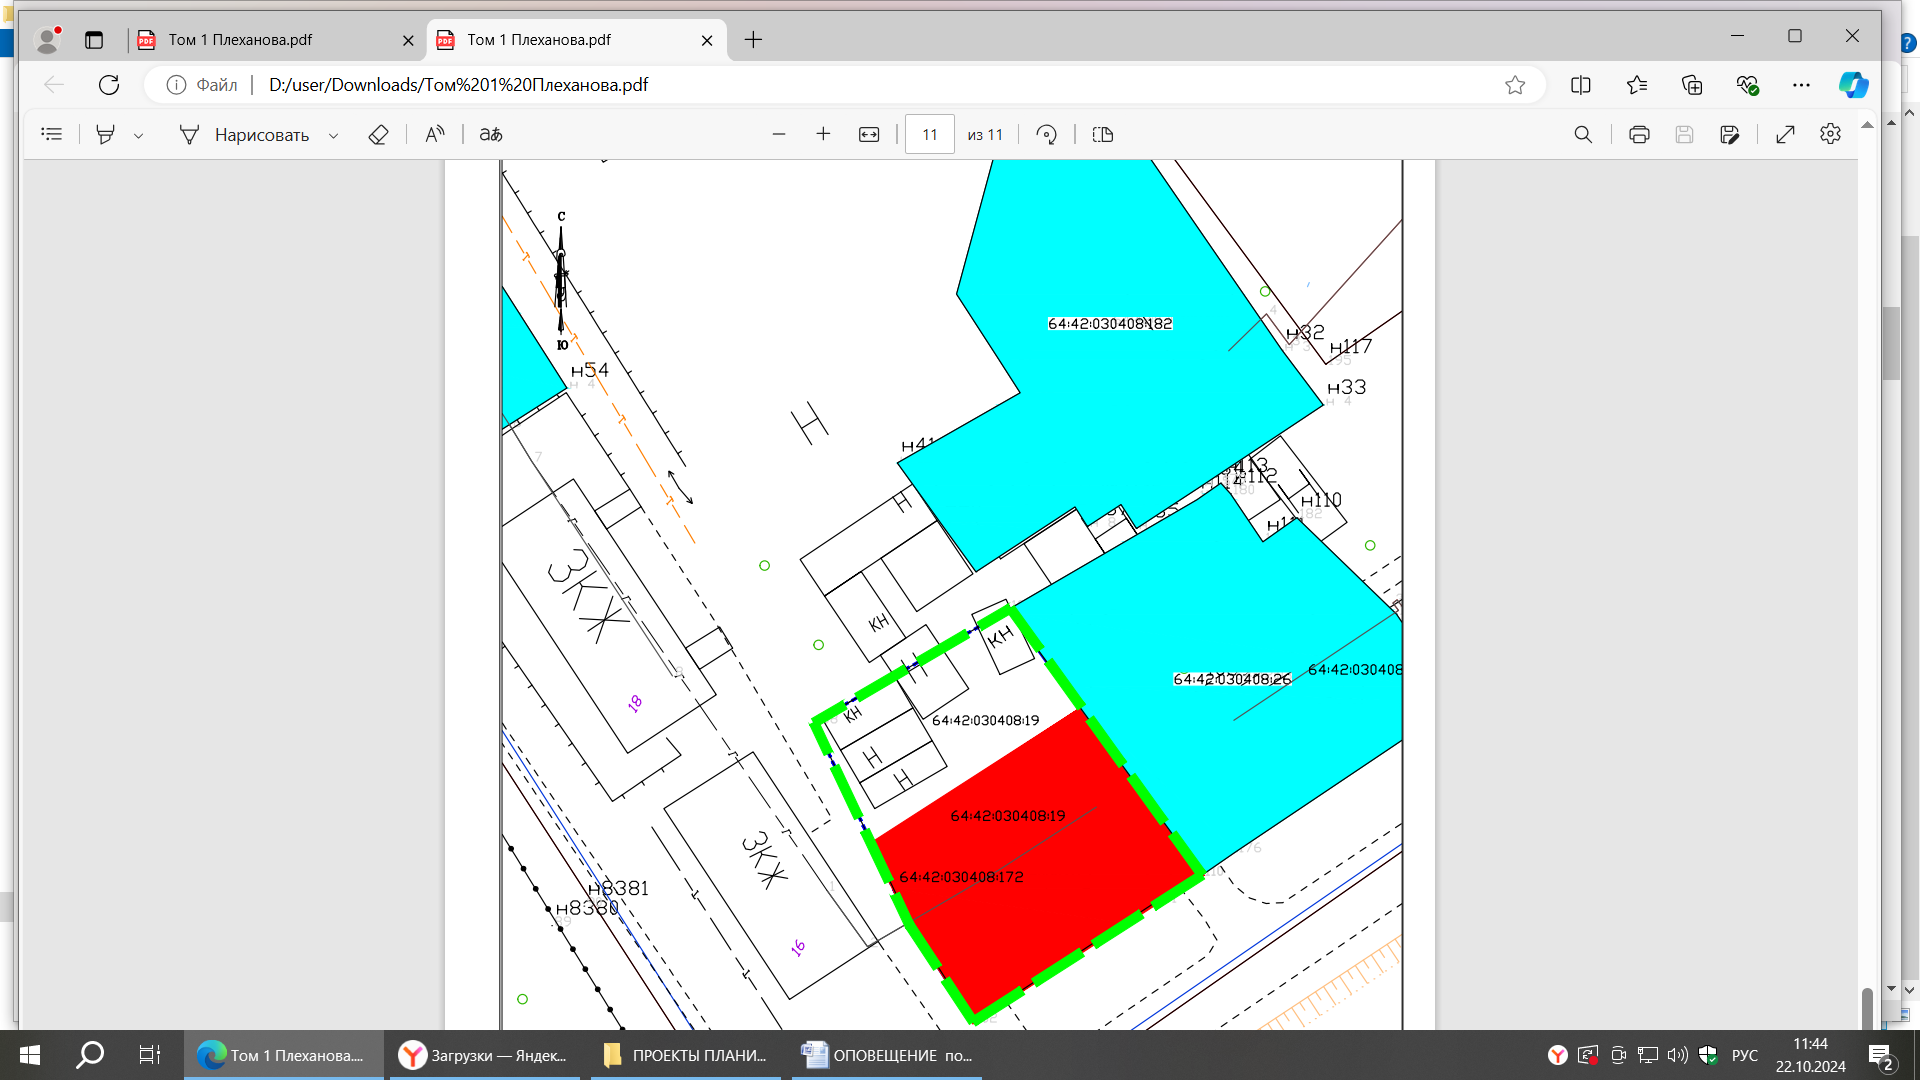 Том 1 Плеханова.pdf
Том 1 Плеханова.pdf
Файл
D:/user/Downloads/Том%201%20Плеханова.pdf
Нарисовать
11
из 11
С
Ю
64:42:030408:182
н32
н117
н33
н54
Н
н41
н113
н112
н110
Н
3КЖ
КН
КН
Н
18
64:42:030408:26
64:42:030408
КН
64:42:030408:19
Н
Н
64:42:030408:19
3КЖ
64:42:030408:172
н8381
н8380
16
Том 1 Плеханова....
Загрузки — Яндек...
ПРОЕКТЫ ПЛАНИ...
ОПОВЕЩЕНИЕ по...
РУС
11:44
22.10.2024
2